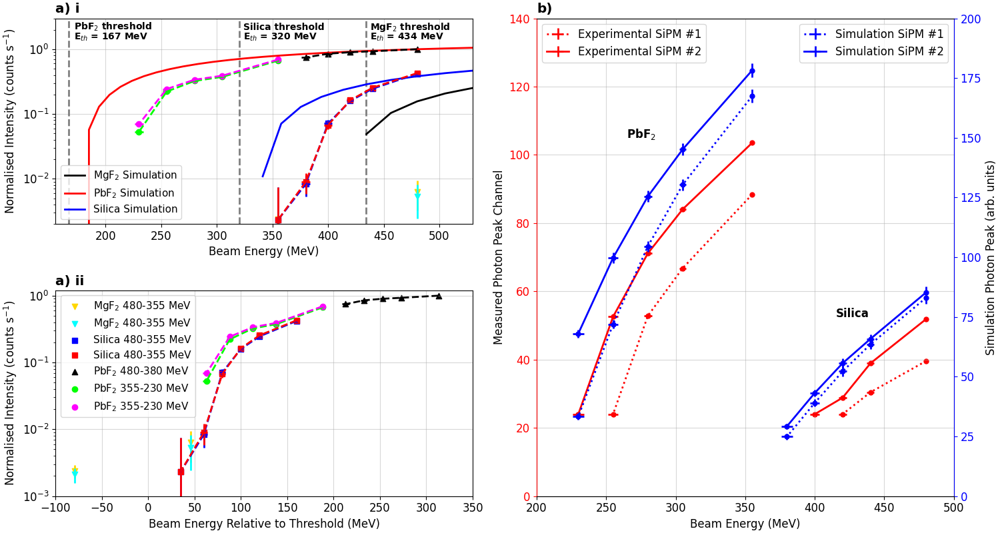 a) i
PbF₂ threshold
Eₜₕ = 167 MeV
Silica threshold
Eₜₕ = 320 MeV
MgF₂ threshold
Eₜₕ = 434 MeV
Normalised Intensity (counts s⁻¹)
10⁰
10⁻¹
10⁻²
MgF₂ Simulation
PbF₂ Simulation
Silica Simulation
200 250 300 350 400 450 500
Beam Energy (MeV)
a) ii
Normalised Intensity (counts s⁻¹)
10⁰
10⁻¹
10⁻²
10⁻³
MgF₂ 480-355 MeV
MgF₂ 480-355 MeV
Silica 480-355 MeV
Silica 480-355 MeV
PbF₂ 480-380 MeV
PbF₂ 355-230 MeV
PbF₂ 355-230 MeV
−100 −50 0 50 100 150 200 250 300 350
Beam Energy Relative to Threshold (MeV)
b)
Experimental SiPM #1
Experimental SiPM #2
Simulation SiPM #1
Simulation SiPM #2
PbF₂
Silica
Measured Photon Peak Channel
140
120
100
80
60
40
20
0
Simulation Photon Peak (arb. units)
200
175
150
125
100
75
50
25
0
200 250 300 350 400 450 500
Beam Energy (MeV)